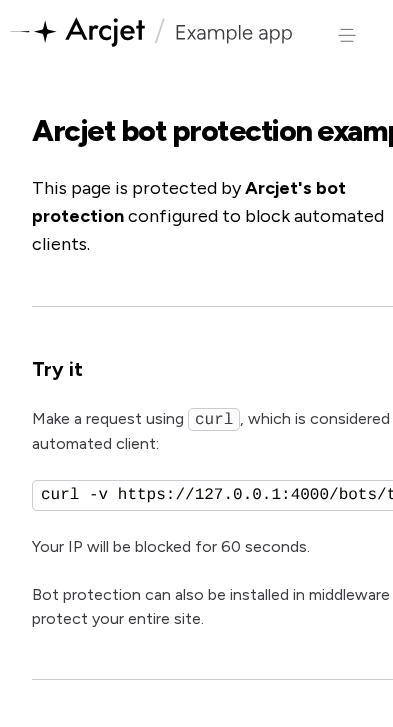 Arcjet / Example app
Arcjet bot protection examp
This page is protected by Arcjet's bot
protection configured to block automated
clients.
Try it
Make a request using curl, which is considered
automated client:
curl -v https://127.0.0.1:4000/bots/t
Your IP will be blocked for 60 seconds.
Bot protection can also be installed in middleware
protect your entire site.